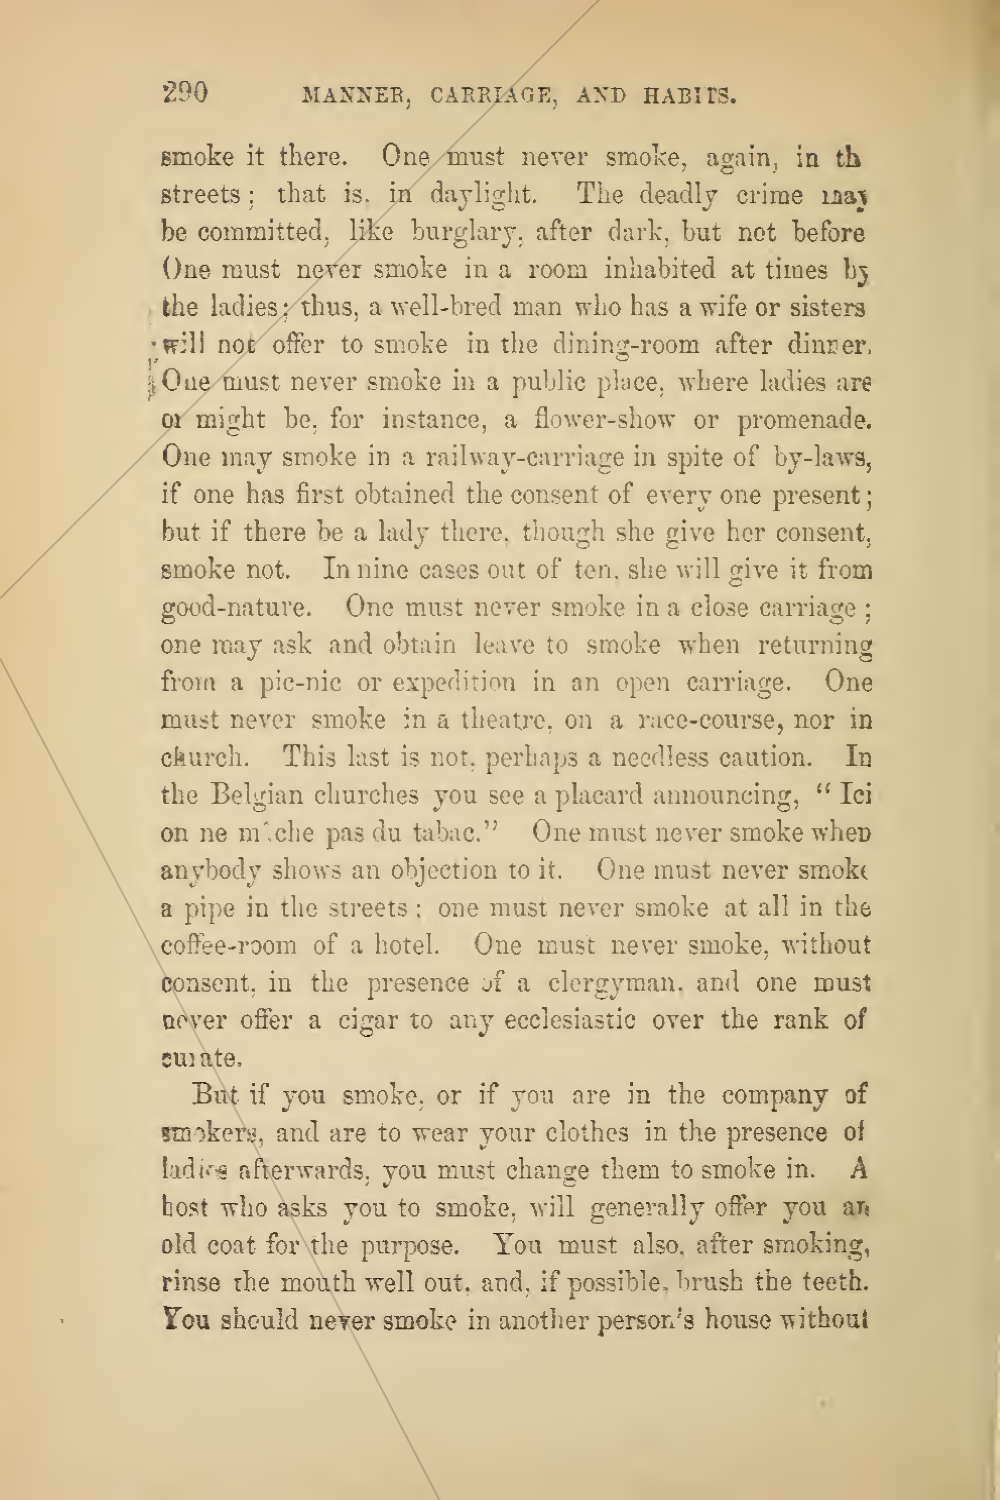 290 MANNER, CARRIAGE, AND HABITS.
smoke it there. One must never smoke, again, in th
streets; that is, in daylight. The deadly crime may
be committed, like burglary, after dark, but not before
One must never smoke in a room inhabited at times by
the ladies; thus, a well-bred man who has a wife or sisters
will not offer to smoke in the dining-room after dinner.
One must never smoke in a public place, where ladies are
or might be, for instance, a flower-show or promenade.
One may smoke in a railway-carriage in spite of by-laws,
if one has first obtained the consent of every one present;
but if there be a lady there, though she give her consent,
smoke not. In nine cases out of ten, she will give it from
good-nature. One must never smoke in a close carriage;
one may ask and obtain leave to smoke when returning
from a pic-nic or expedition in an open carriage. One
must never smoke in a theatre, on a race-course, nor in
church. This last is not, perhaps a needless caution. In
the Belgian churches you see a placard announcing, "Ici
on ne mâche pas du tabac." One must never smoke when
anybody shows an objection to it. One must never smoke
a pipe in the streets; one must never smoke at all in the
coffee-room of a hotel. One must never smoke, without
consent, in the presence of a clergyman, and one must
never offer a cigar to any ecclesiastic over the rank of
curate.
But if you smoke, or if you are in the company of
smokers, and are to wear your clothes in the presence of
ladies afterwards, you must change them to smoke in. A
host who asks you to smoke, will generally offer you an
old coat for the purpose. You must also, after smoking,
rinse the mouth well out, and, if possible, brush the teeth.
You should never smoke in another person's house without